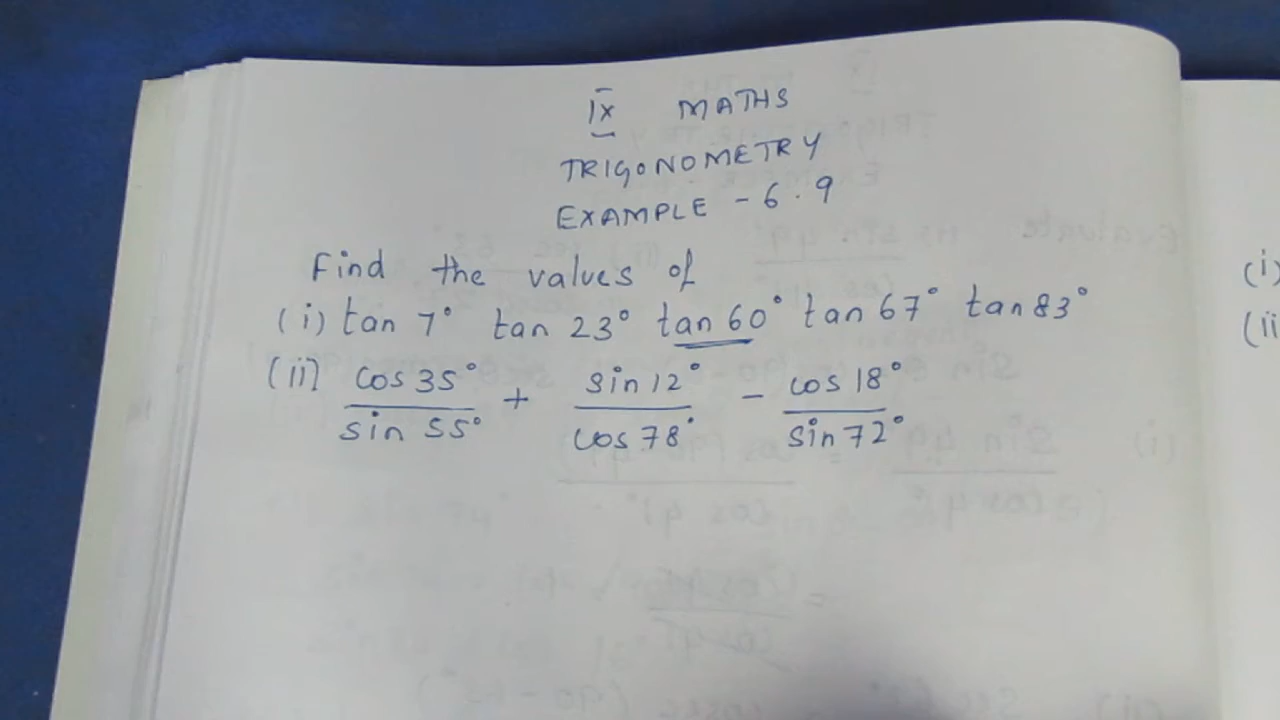 IX MATHS
TRIGONOMETRY
EXAMPLE - 6.9
Find the values of
(i) tan 7° tan 23° tan 60° tan 67° tan 83°
(ii) cos 35°/sin 55° + sin 12°/cos 78° - cos 18°/sin 72°
(i)
(ii